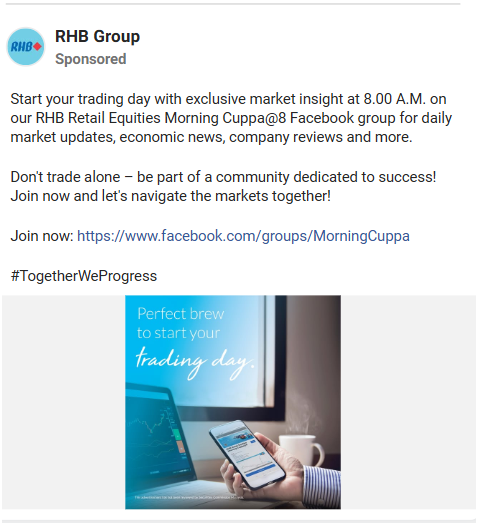 RHB
RHB Group
Sponsored
Start your trading day with exclusive market insight at 8.00 A.M. on
our RHB Retail Equities Morning Cuppa@8 Facebook group for daily
market updates, economic news, company reviews and more.
Don't trade alone – be part of a community dedicated to success!
Join now and let's navigate the markets together!
Join now: https://www.facebook.com/groups/MorningCuppa
#TogetherWeProgress
Perfect brew
to start your
trading day.